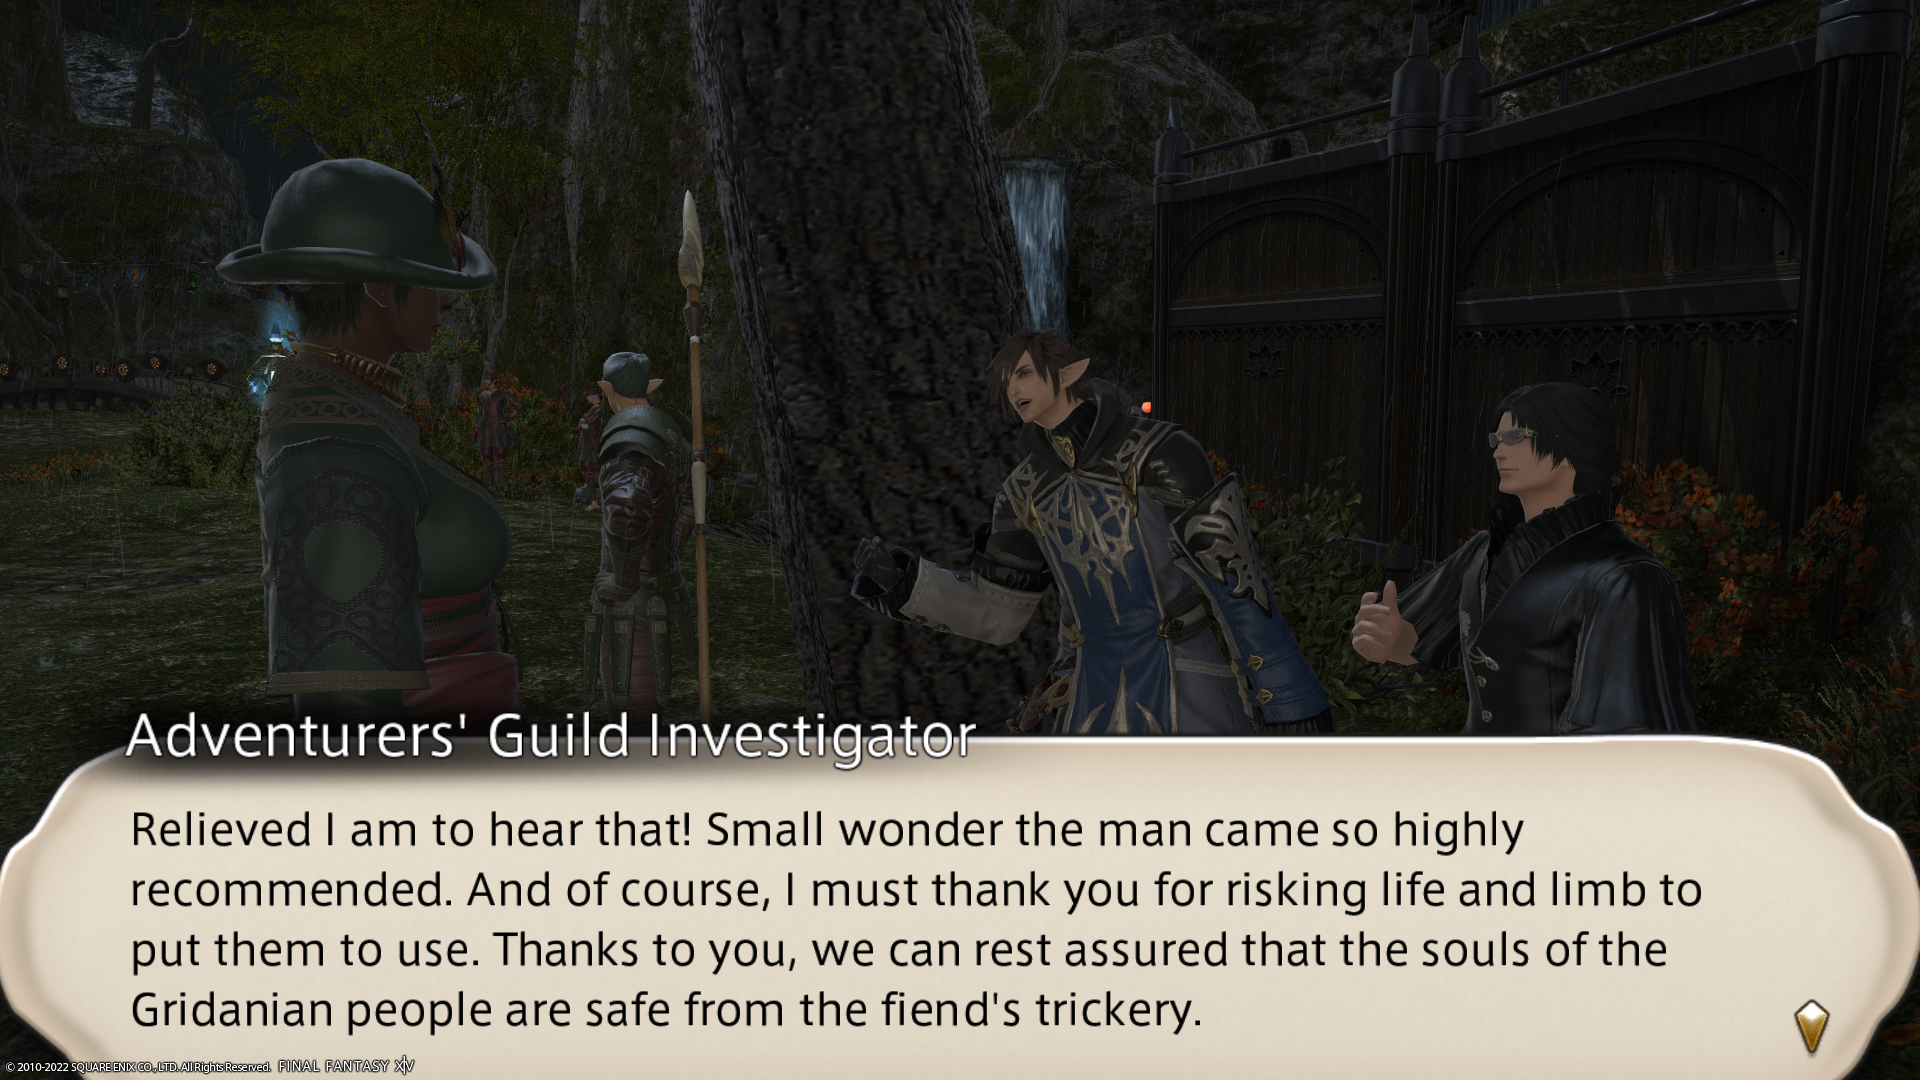 Adventurers' Guild Investigator
Relieved I am to hear that! Small wonder the man came so highly
recommended. And of course, I must thank you for risking life and limb to
put them to use. Thanks to you, we can rest assured that the souls of the
Gridanian people are safe from the fiend's trickery.
© 2010-2022 SQUARE ENIX CO., LTD. All Rights Reserved. FINAL FANTASY XIV